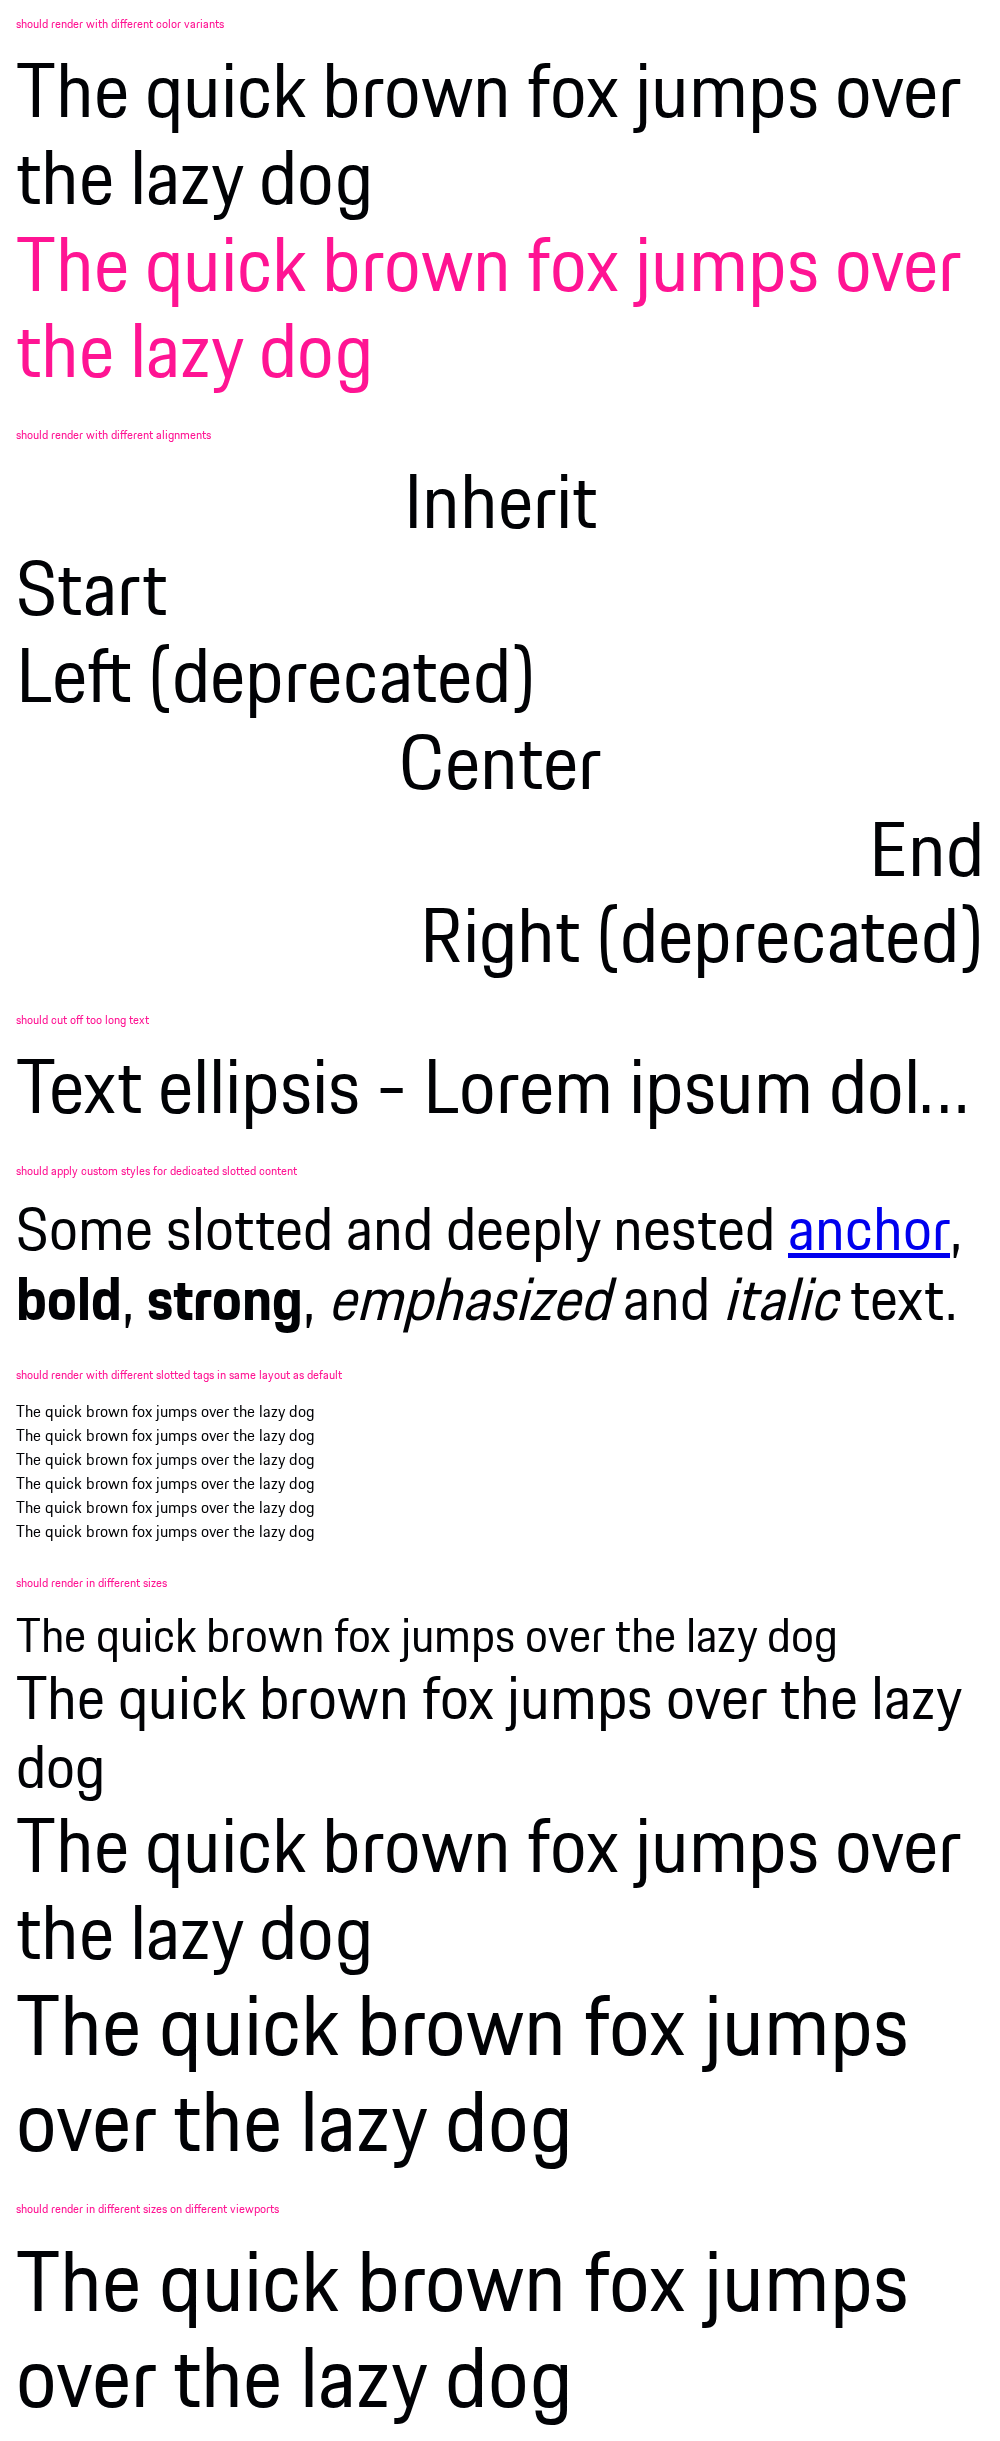 should render with different color variants
The quick brown fox jumps over
the lazy dog
The quick brown fox jumps over
the lazy dog
should render with different alignments
Inherit
Start
Left (deprecated)
Center
End
Right (deprecated)
should cut off too long text
Text ellipsis - Lorem ipsum dol...
should apply custom styles for dedicated slotted content
Some slotted and deeply nested anchor,
bold, strong, emphasized and italic text.
should render with different slotted tags in same layout as default
The quick brown fox jumps over the lazy dog
The quick brown fox jumps over the lazy dog
The quick brown fox jumps over the lazy dog
The quick brown fox jumps over the lazy dog
The quick brown fox jumps over the lazy dog
The quick brown fox jumps over the lazy dog
should render in different sizes
The quick brown fox jumps over the lazy dog
The quick brown fox jumps over the lazy
dog
The quick brown fox jumps over
the lazy dog
The quick brown fox jumps
over the lazy dog
should render in different sizes on different viewports
The quick brown fox jumps
over the lazy dog